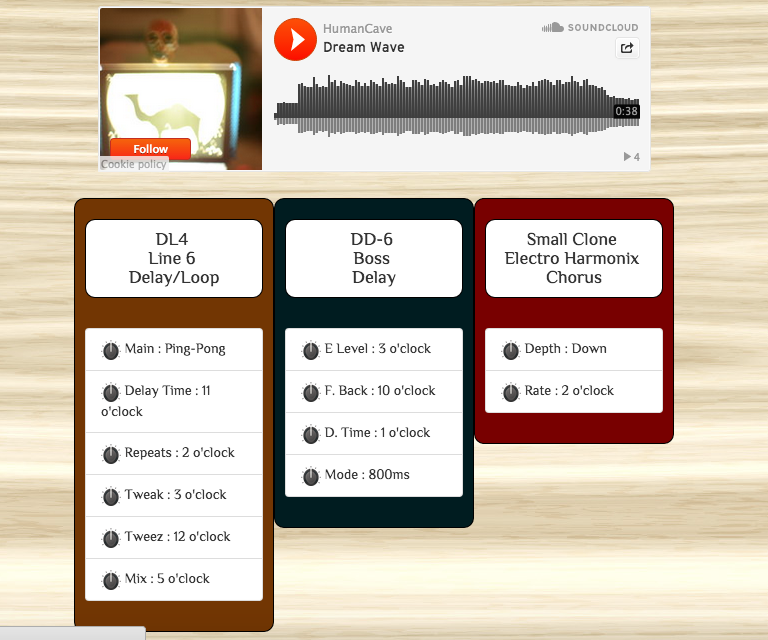 HumanCave
SOUNDCLOUD
Dream Wave
0:38
4
Follow
Cookie policy
DL4
Line 6
Delay/Loop
Main : Ping-Pong
Delay Time : 11
o'clock
Repeats : 2 o'clock
Tweak : 3 o'clock
Tweez : 12 o'clock
Mix : 5 o'clock
DD-6
Boss
Delay
E Level : 3 o'clock
F. Back : 10 o'clock
D. Time : 1 o'clock
Mode : 800ms
Small Clone
Electro Harmonix
Chorus
Depth : Down
Rate : 2 o'clock